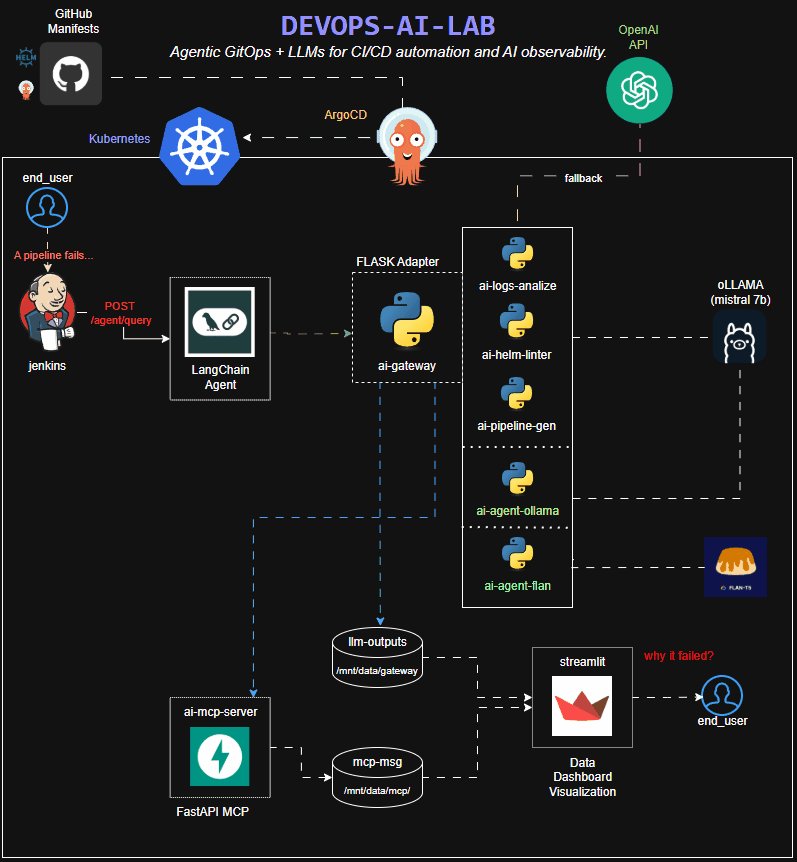 GitHub
Manifests
DEVOPS-AI-LAB
Agentic GitOps + LLMs for CI/CD automation and AI observability.
OpenAI
API
HELM
ArgoCD
Kubernetes
fallback
end_user
A pipeline fails...
FLASK Adapter
ai-logs-analize
oLLAMA
(mistral 7b)
POST
/agent/query
ai-helm-linter
jenkins
LangChain
Agent
ai-gateway
ai-pipeline-gen
ai-agent-ollama
ai-agent-flan
FLAN-T5
llm-outputs
/mnt/data/gateway
streamlit
why it failed?
ai-mcp-server
end_user
mcp-msg
/mnt/data/mcp/
Data
Dashboard
Visualization
FastAPI MCP